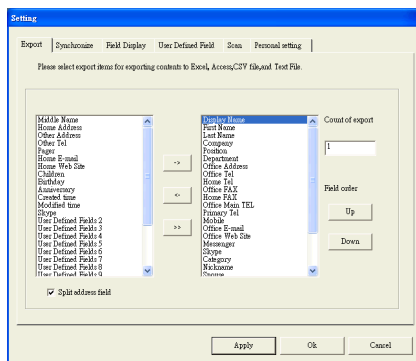 Setting
Export
Synchronize
Field Display
User Defined Field
Scan
Personal setting
Please select export items for exporting contents to Excel, Access,CSV file,and Text File.
Middle Name
Home Address
Other Address
Other Tel
Pager
Home E-mail
Home Web Site
Children
Birthday
Anniversary
Created time
Modified time
Skype
User Defined Fields 2
User Defined Fields 3
User Defined Fields 4
User Defined Fields 5
User Defined Fields 6
User Defined Fields 7
User Defined Fields 8
User Defined Fields 9
->
<-
>>
Display Name
First Name
Last Name
Company
Position
Department
Office Address
Office Tel
Home Tel
Office FAX
Home FAX
Office Main TEL
Primary Tel
Mobile
Office E-mail
Office Web Site
Messenger
Skype
Category
Nickname
Spouse
Count of export
1
Field order
Up
Down
Split address field
Apply
Ok
Cancel